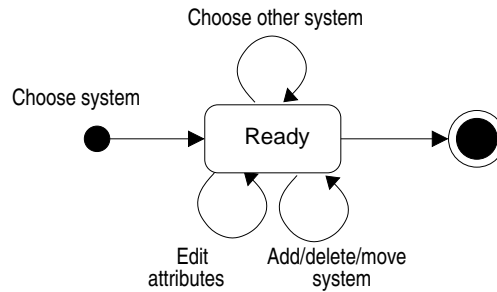 Choose other system
Choose system
Ready
Edit
attributes
Add/delete/move
system